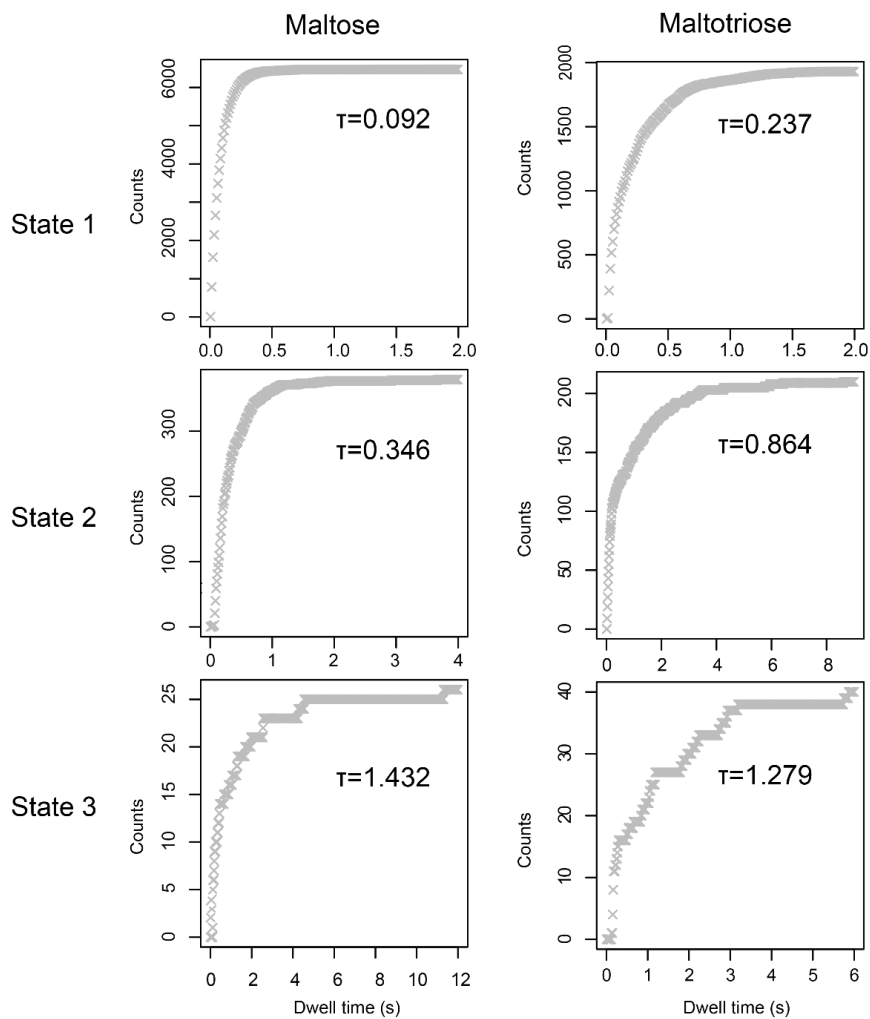 Maltose
Maltotriose
State 1
Counts
0
2000
4000
6000
τ=0.092
0.0 0.5 1.0 1.5 2.0
Counts
0
500
1000
1500
2000
τ=0.237
0.0 0.5 1.0 1.5 2.0
State 2
Counts
0
100
200
300
τ=0.346
0 1 2 3 4
Counts
0
50
100
150
200
τ=0.864
0 2 4 6 8
State 3
Counts
0
5
10
15
20
25
τ=1.432
0 2 4 6 8 10 12
Dwell time (s)
Counts
0
10
20
30
40
τ=1.279
0 1 2 3 4 5 6
Dwell time (s)